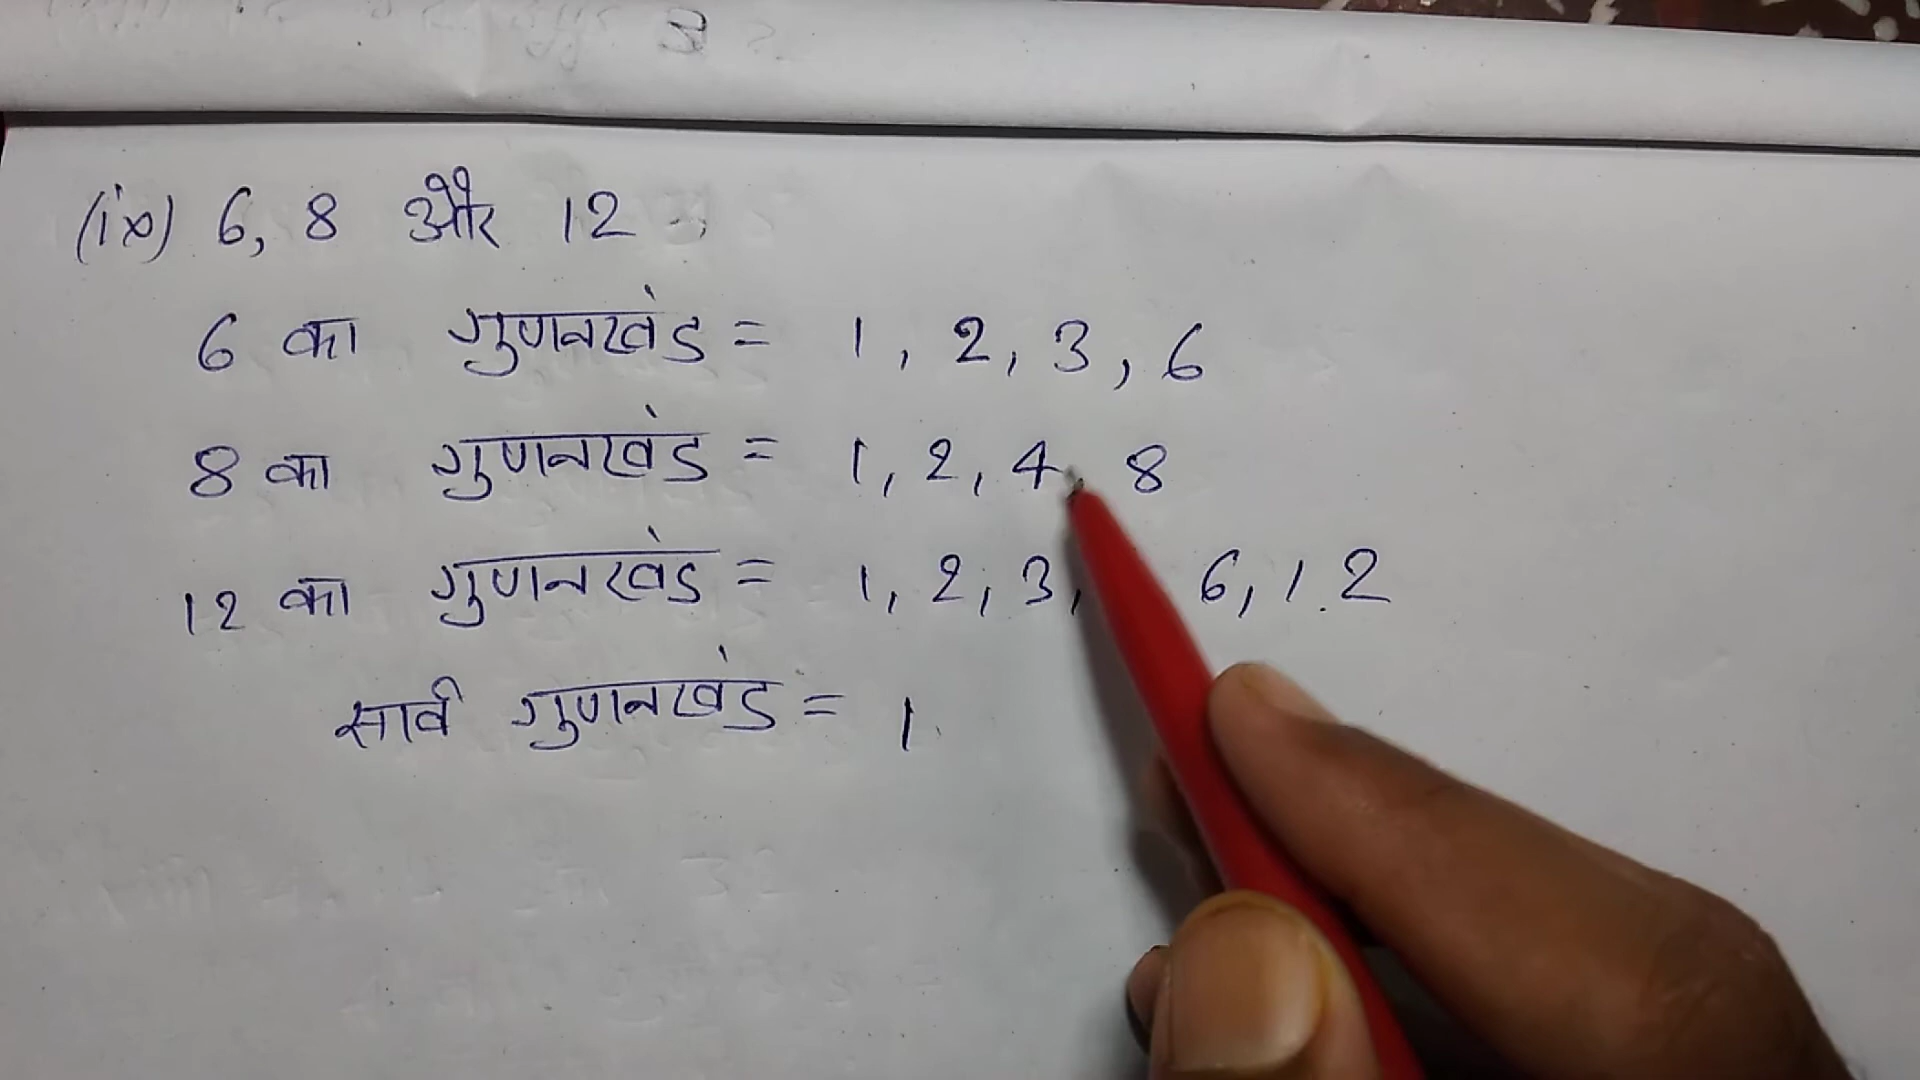 (ix) 6, 8 और 12
6 का गुणनखंड = 1, 2, 3, 6
8 का गुणनखंड = 1, 2, 4, 8
12 का गुणनखंड = 1, 2, 3, 6, 12
सार्व गुणनखंड = 1